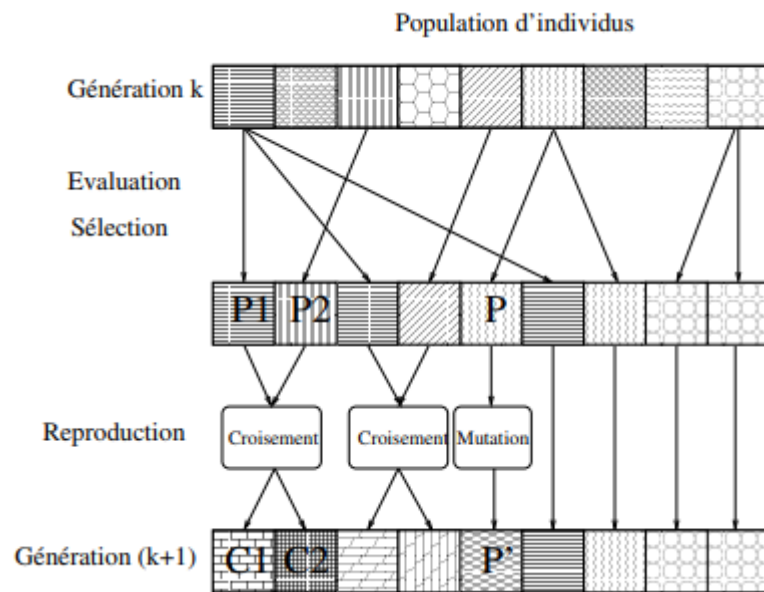 Population d'individus
Génération k
Evaluation
Sélection
P1 P2 P
Reproduction
Croisement Croisement Mutation
Génération (k+1)
C1 C2 P'